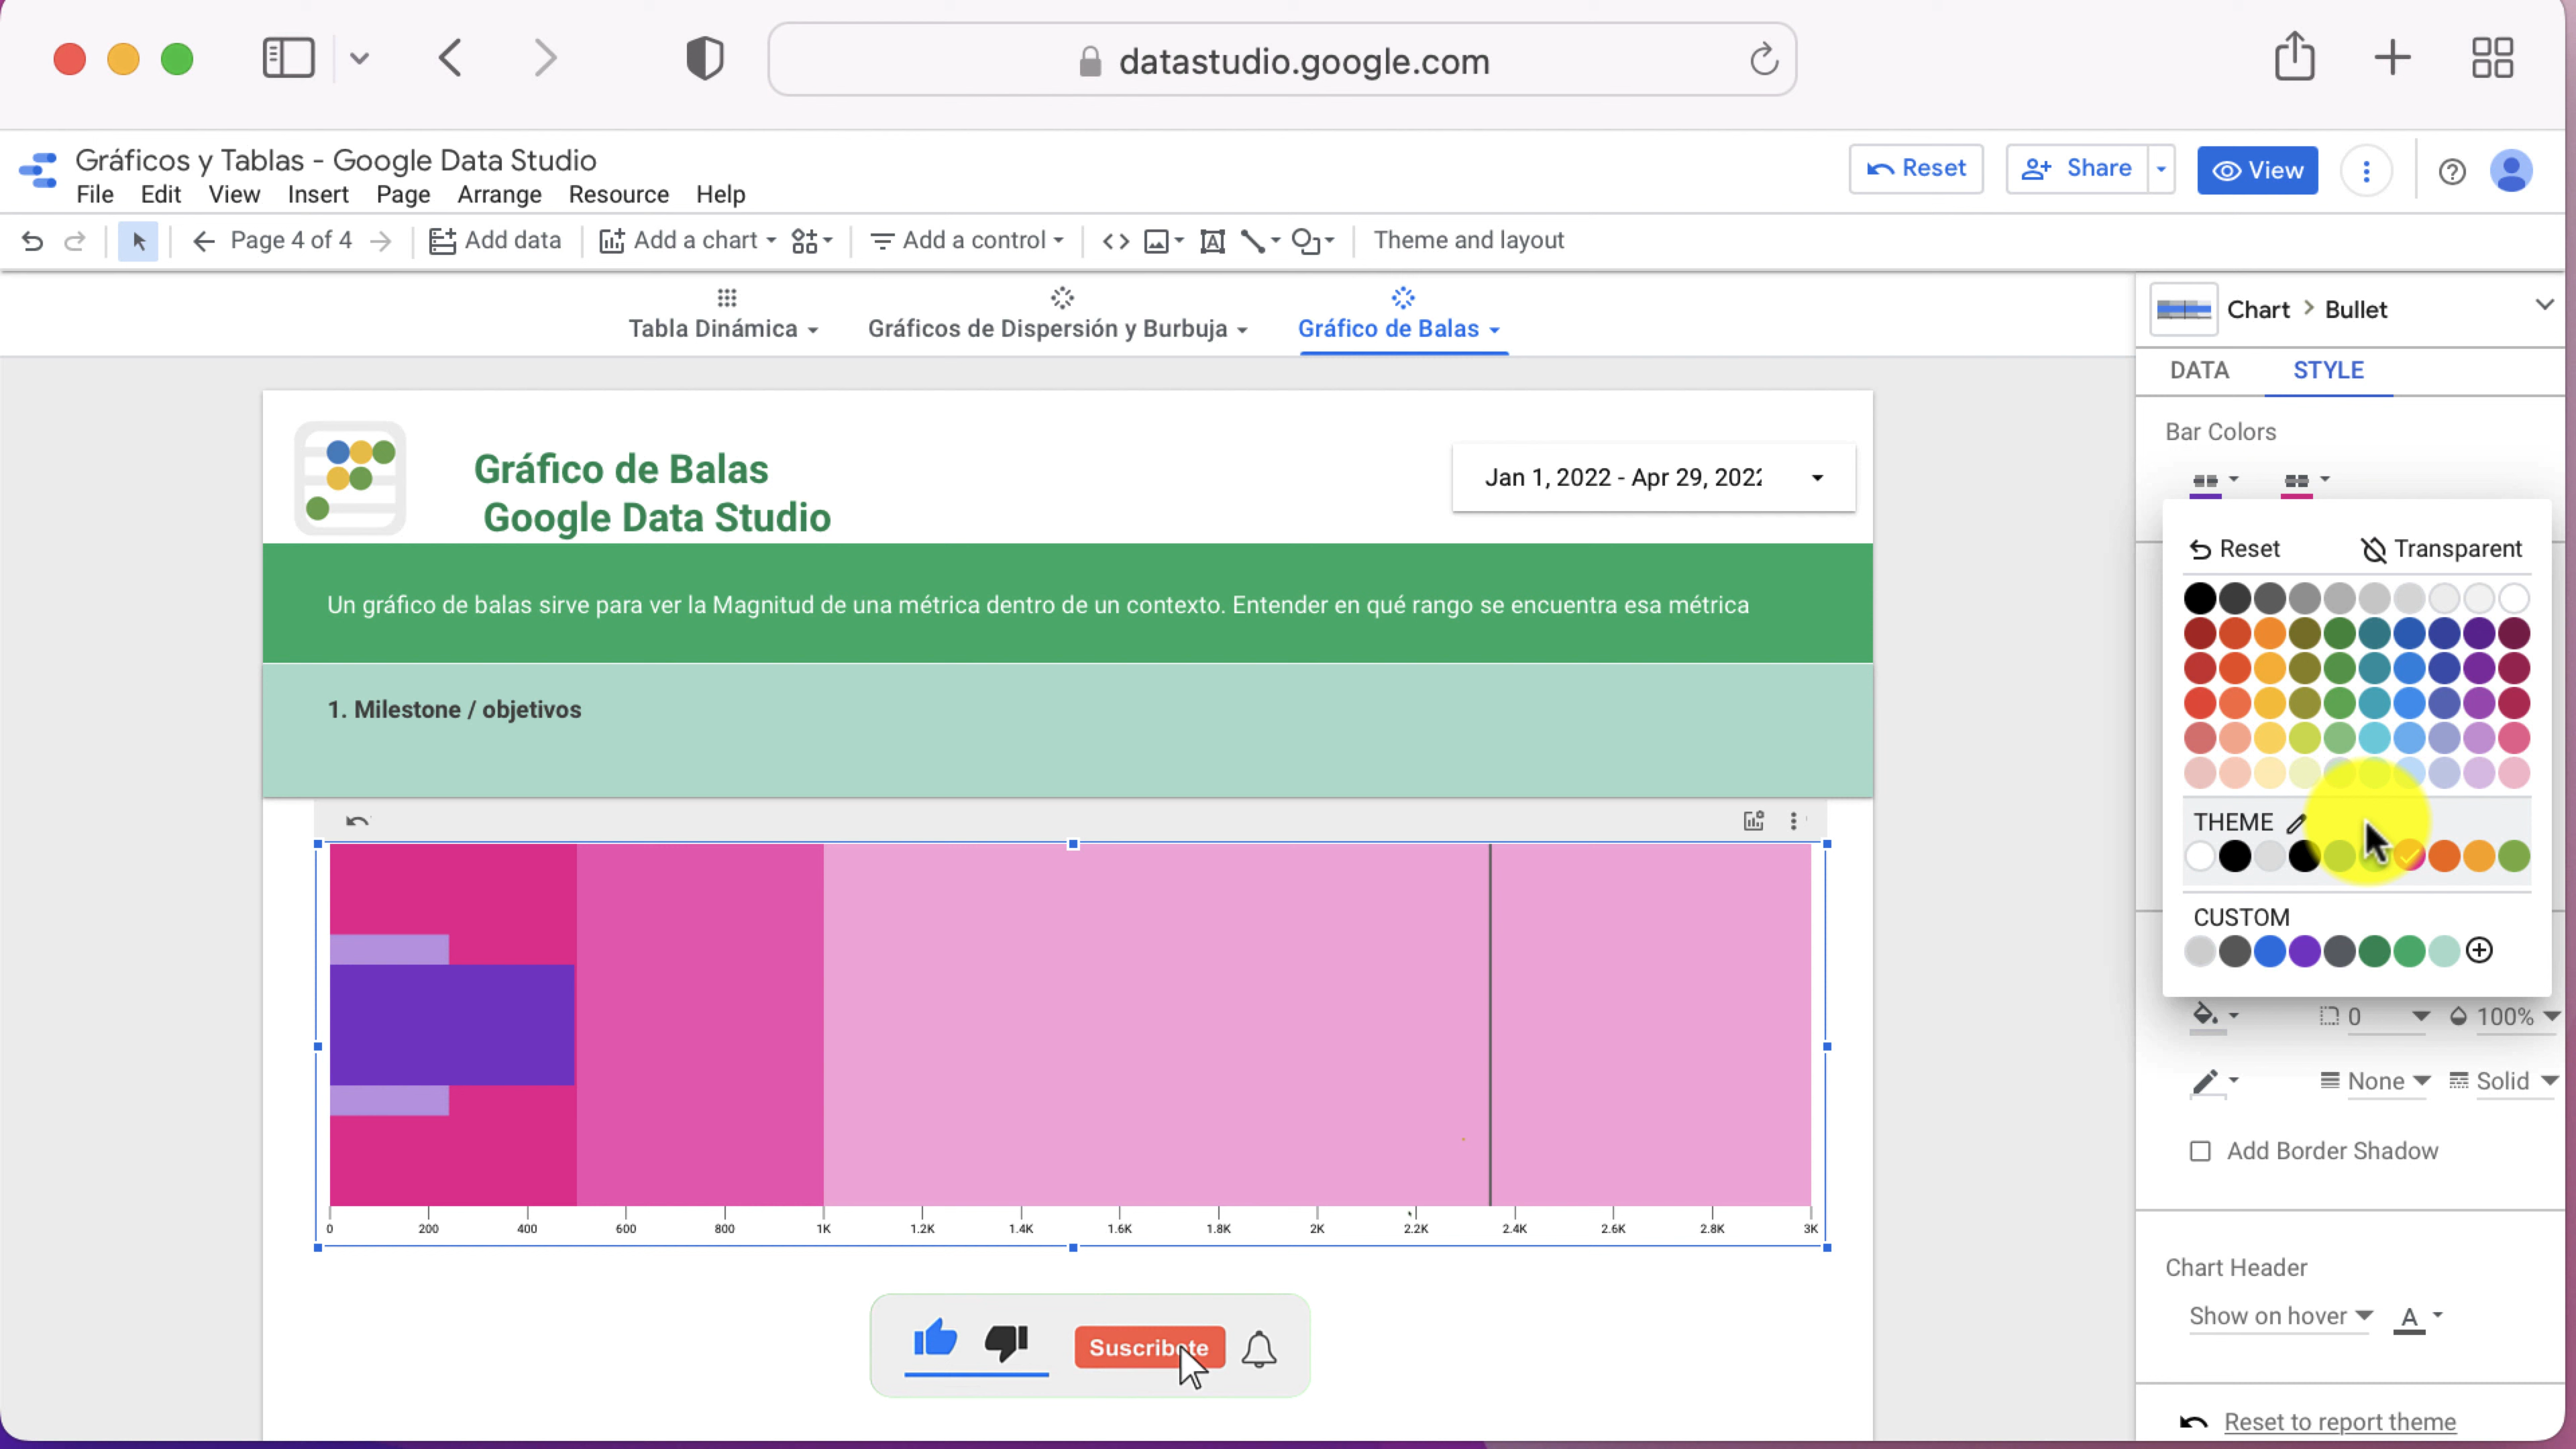 datastudio.google.com
Gráficos y Tablas - Google Data Studio
Reset
Share
View
File Edit View Insert Page Arrange Resource Help
Page 4 of 4
Add data
Add a chart
Add a control
Theme and layout
Tabla Dinámica
Gráficos de Dispersión y Burbuja
Gráfico de Balas
Chart > Bullet
DATA STYLE
Bar Colors
Gráfico de Balas
Google Data Studio
Jan 1, 2022 - Apr 29, 2022
Reset Transparent
Un gráfico de balas sirve para ver la Magnitud de una métrica dentro de un contexto. Entender en qué rango se encuentra esa métrica
1. Milestone / objetivos
THEME
CUSTOM
0 100%
None Solid
Add Border Shadow
0 200 400 600 800 1K 1.2K 1.4K 1.6K 1.8K 2K 2.2K 2.4K 2.6K 2.8K 3K
Chart Header
Show on hover A
Suscribete
Reset to report theme